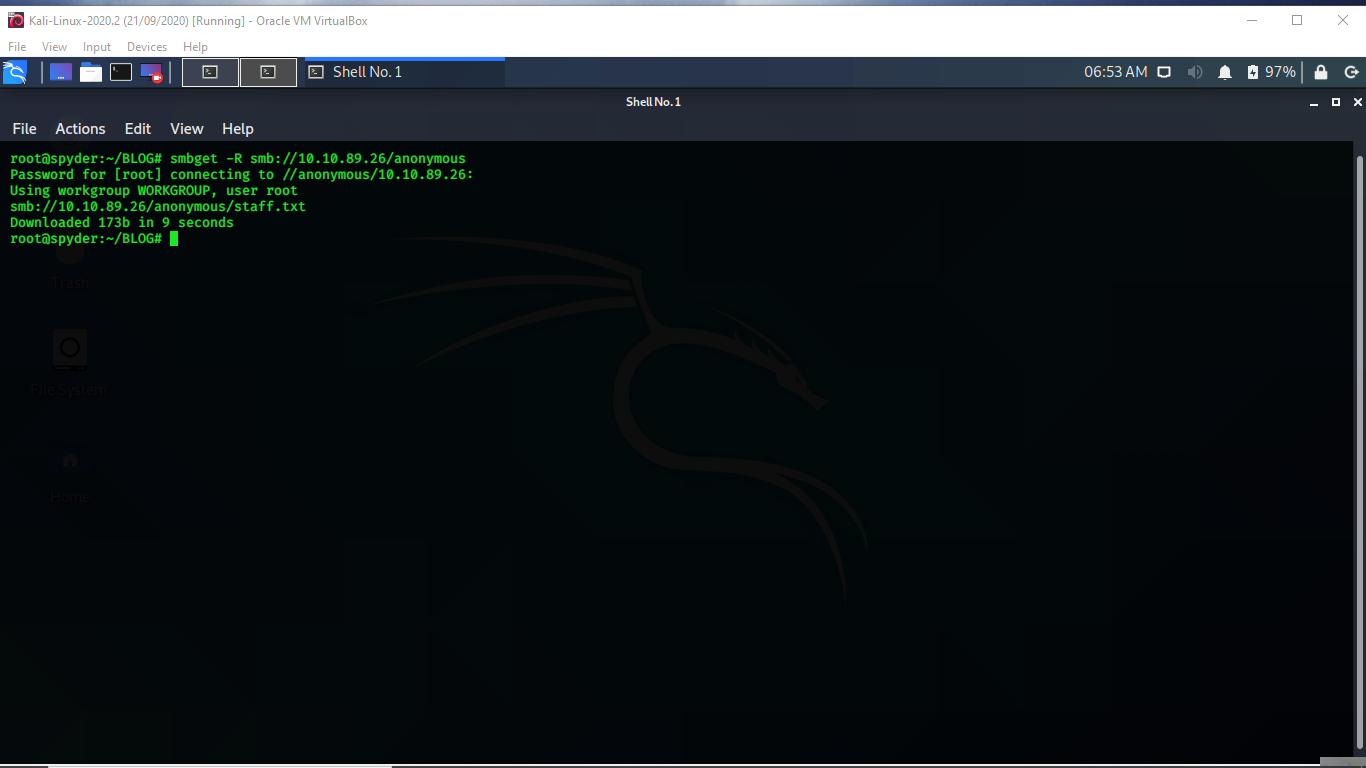 Kali-Linux-2020.2 (21/09/2020) [Running] - Oracle VM VirtualBox
File View Input Devices Help
Shell No. 1 06:53 AM 97%
Shell No. 1
File Actions Edit View Help
root@spyder:~/BLOG# smbget -R smb://10.10.89.26/anonymous
Password for [root] connecting to //anonymous/10.10.89.26:
Using workgroup WORKGROUP, user root
smb://10.10.89.26/anonymous/staff.txt
Downloaded 173b in 9 seconds
root@spyder:~/BLOG#
Trash
File System
Home